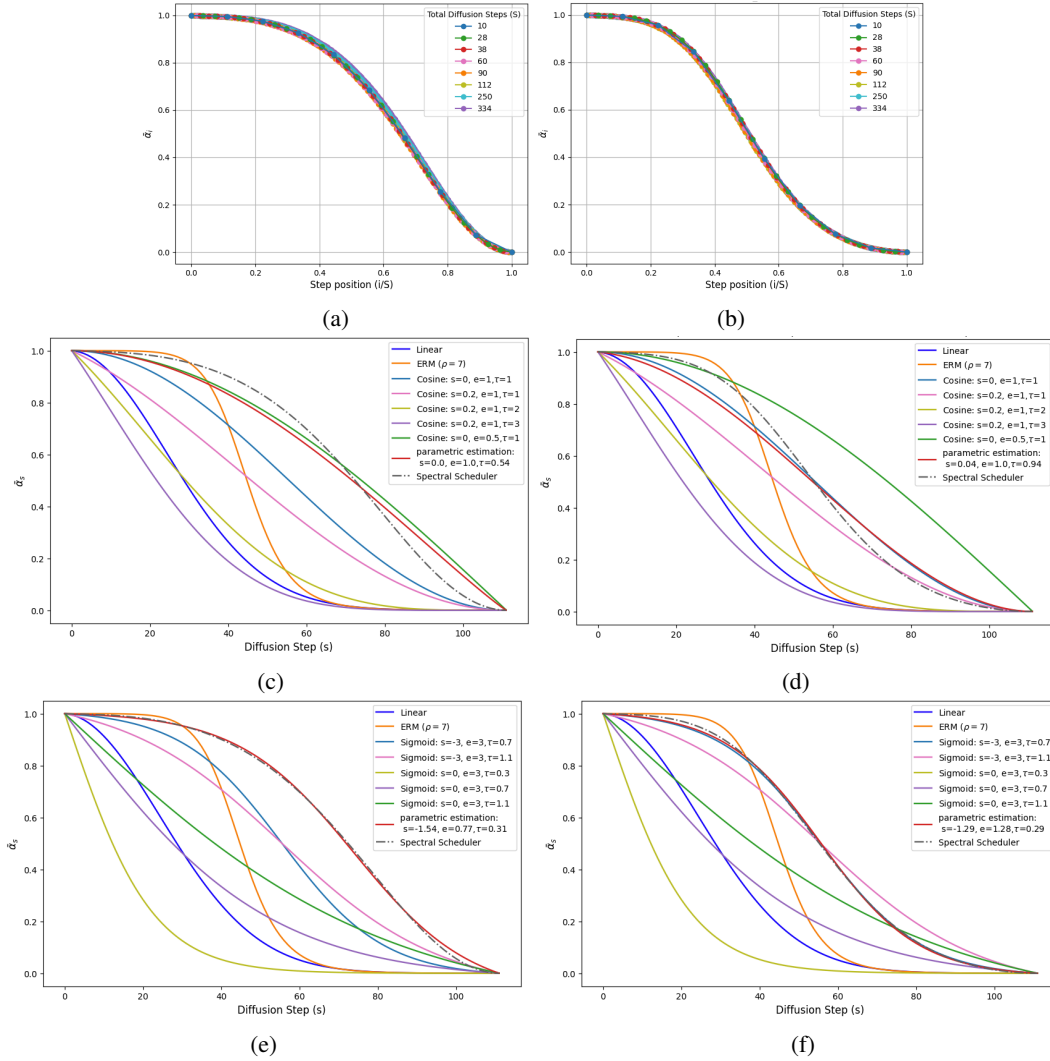 Total Diffusion Steps (S)
10
28
38
60
90
112
250
334
1.0
0.8
0.6
0.4
0.2
0.0
ᾱᵢ
0.0 0.2 0.4 0.6 0.8 1.0
Step position (i/S)
(a)
Total Diffusion Steps (S)
10
28
38
60
90
112
250
334
1.0
0.8
0.6
0.4
0.2
0.0
ᾱᵢ
0.0 0.2 0.4 0.6 0.8 1.0
Step position (i/S)
(b)
Linear
ERM (ρ = 7)
Cosine: s=0, e=1,τ=1
Cosine: s=0.2, e=1,τ=1
Cosine: s=0.2, e=1,τ=2
Cosine: s=0.2, e=1,τ=3
Cosine: s=0, e=0.5,τ=1
parametric estimation:
s=0.0, e=1.0,τ=0.54
Spectral Scheduler
1.0
0.8
0.6
0.4
0.2
0.0
ᾱₛ
0 20 40 60 80 100
Diffusion Step (s)
(c)
Linear
ERM (ρ = 7)
Cosine: s=0, e=1,τ=1
Cosine: s=0.2, e=1,τ=1
Cosine: s=0.2, e=1,τ=2
Cosine: s=0.2, e=1,τ=3
Cosine: s=0, e=0.5,τ=1
parametric estimation:
s=0.04, e=1.0,τ=0.94
Spectral Scheduler
1.0
0.8
0.6
0.4
0.2
0.0
ᾱₛ
0 20 40 60 80 100
Diffusion Step (s)
(d)
Linear
ERM (ρ = 7)
Sigmoid: s=-3, e=3,τ=0.7
Sigmoid: s=-3, e=3,τ=1.1
Sigmoid: s=0, e=3,τ=0.3
Sigmoid: s=0, e=3,τ=0.7
Sigmoid: s=0, e=3,τ=1.1
parametric estimation:
s=-1.54, e=0.77,τ=0.31
Spectral Scheduler
1.0
0.8
0.6
0.4
0.2
0.0
ᾱₛ
0 20 40 60 80 100
Diffusion Step (s)
(e)
Linear
ERM (ρ = 7)
Sigmoid: s=-3, e=3,τ=0.7
Sigmoid: s=-3, e=3,τ=1.1
Sigmoid: s=0, e=3,τ=0.3
Sigmoid: s=0, e=3,τ=0.7
Sigmoid: s=0, e=3,τ=1.1
parametric estimation:
s=-1.29, e=1.28,τ=0.29
Spectral Scheduler
1.0
0.8
0.6
0.4
0.2
0.0
ᾱₛ
0 20 40 60 80 100
Diffusion Step (s)
(f)